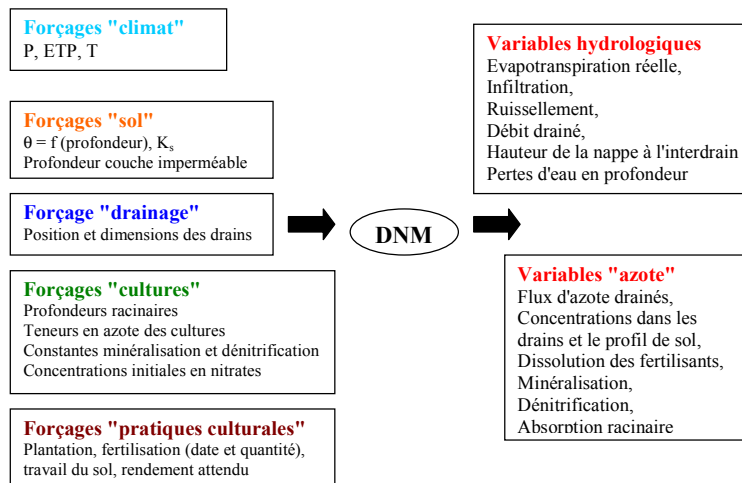 Forçages "climat"
P, ETP, T
Forçages "sol"
θ = f (profondeur), Ks
Profondeur couche imperméable
Forçage "drainage"
Position et dimensions des drains
Forçages "cultures"
Profondeurs racinaires
Teneurs en azote des cultures
Constantes minéralisation et dénitrification
Concentrations initiales en nitrates
Forçages "pratiques culturales"
Plantation, fertilisation (date et quantité),
travail du sol, rendement attendu
DNM
Variables hydrologiques
Evapotranspiration réelle,
Infiltration,
Ruissellement,
Débit drainé,
Hauteur de la nappe à l'interdrain
Pertes d'eau en profondeur
Variables "azote"
Flux d'azote drainés,
Concentrations dans les
drains et le profil de sol,
Dissolution des fertilisants,
Minéralisation,
Dénitrification,
Absorption racinaire